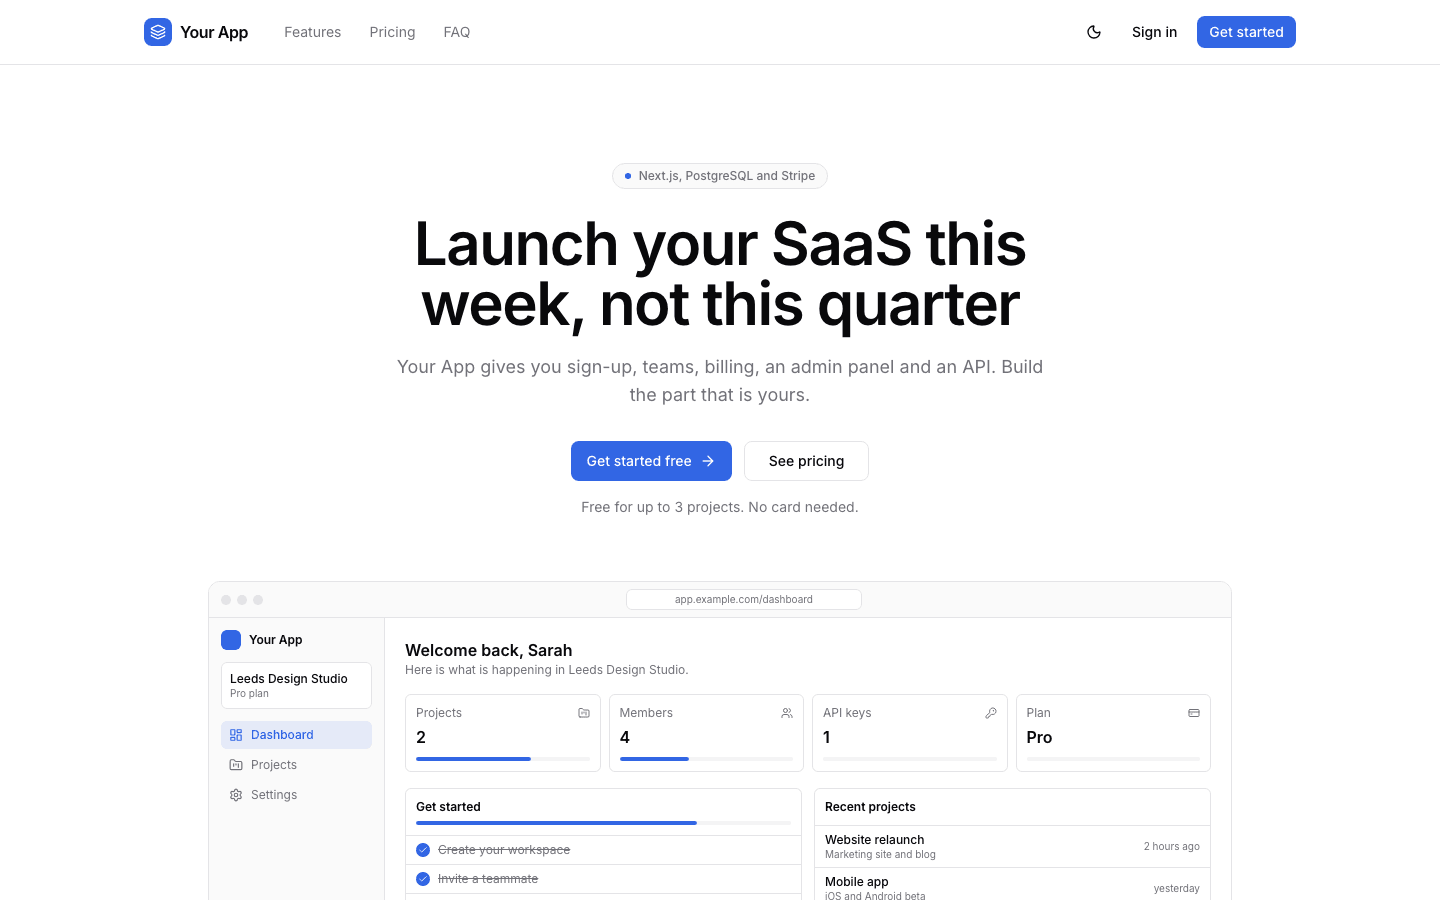 Your App
Features
Pricing
FAQ
Sign in
Get started
Next.js, PostgreSQL and Stripe
Launch your SaaS this
week, not this quarter
Your App gives you sign-up, teams, billing, an admin panel and an API. Build
the part that is yours.
Get started free
See pricing
Free for up to 3 projects. No card needed.
app.example.com/dashboard
Your App
Leeds Design Studio
Pro plan
Dashboard
Projects
Settings
Welcome back, Sarah
Here is what is happening in Leeds Design Studio.
Projects
2
Members
4
API keys
1
Plan
Pro
Get started
Create your workspace
Invite a teammate
Recent projects
Website relaunch
Marketing site and blog
2 hours ago
Mobile app
iOS and Android beta
yesterday